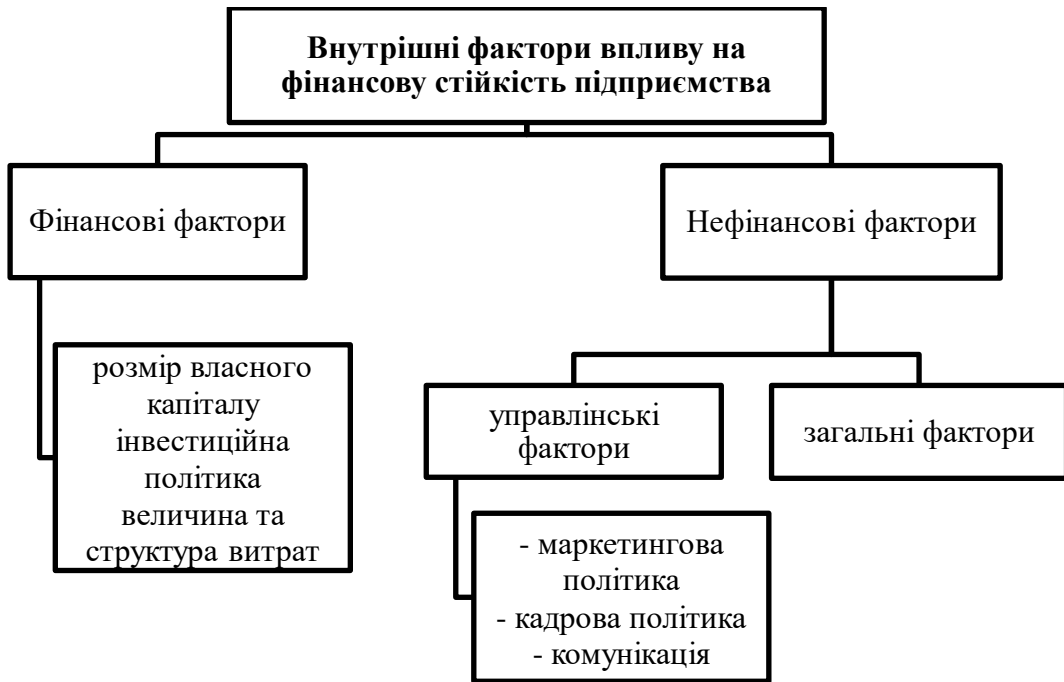 Внутрішні фактори впливу на
фінансову стійкість підприємства
Фінансові фактори
Нефінансові фактори
розмір власного
капіталу
інвестиційна
політика
величина та
структура витрат
управлінські
фактори
загальні фактори
- маркетингова
політика
- кадрова політика
- комунікація